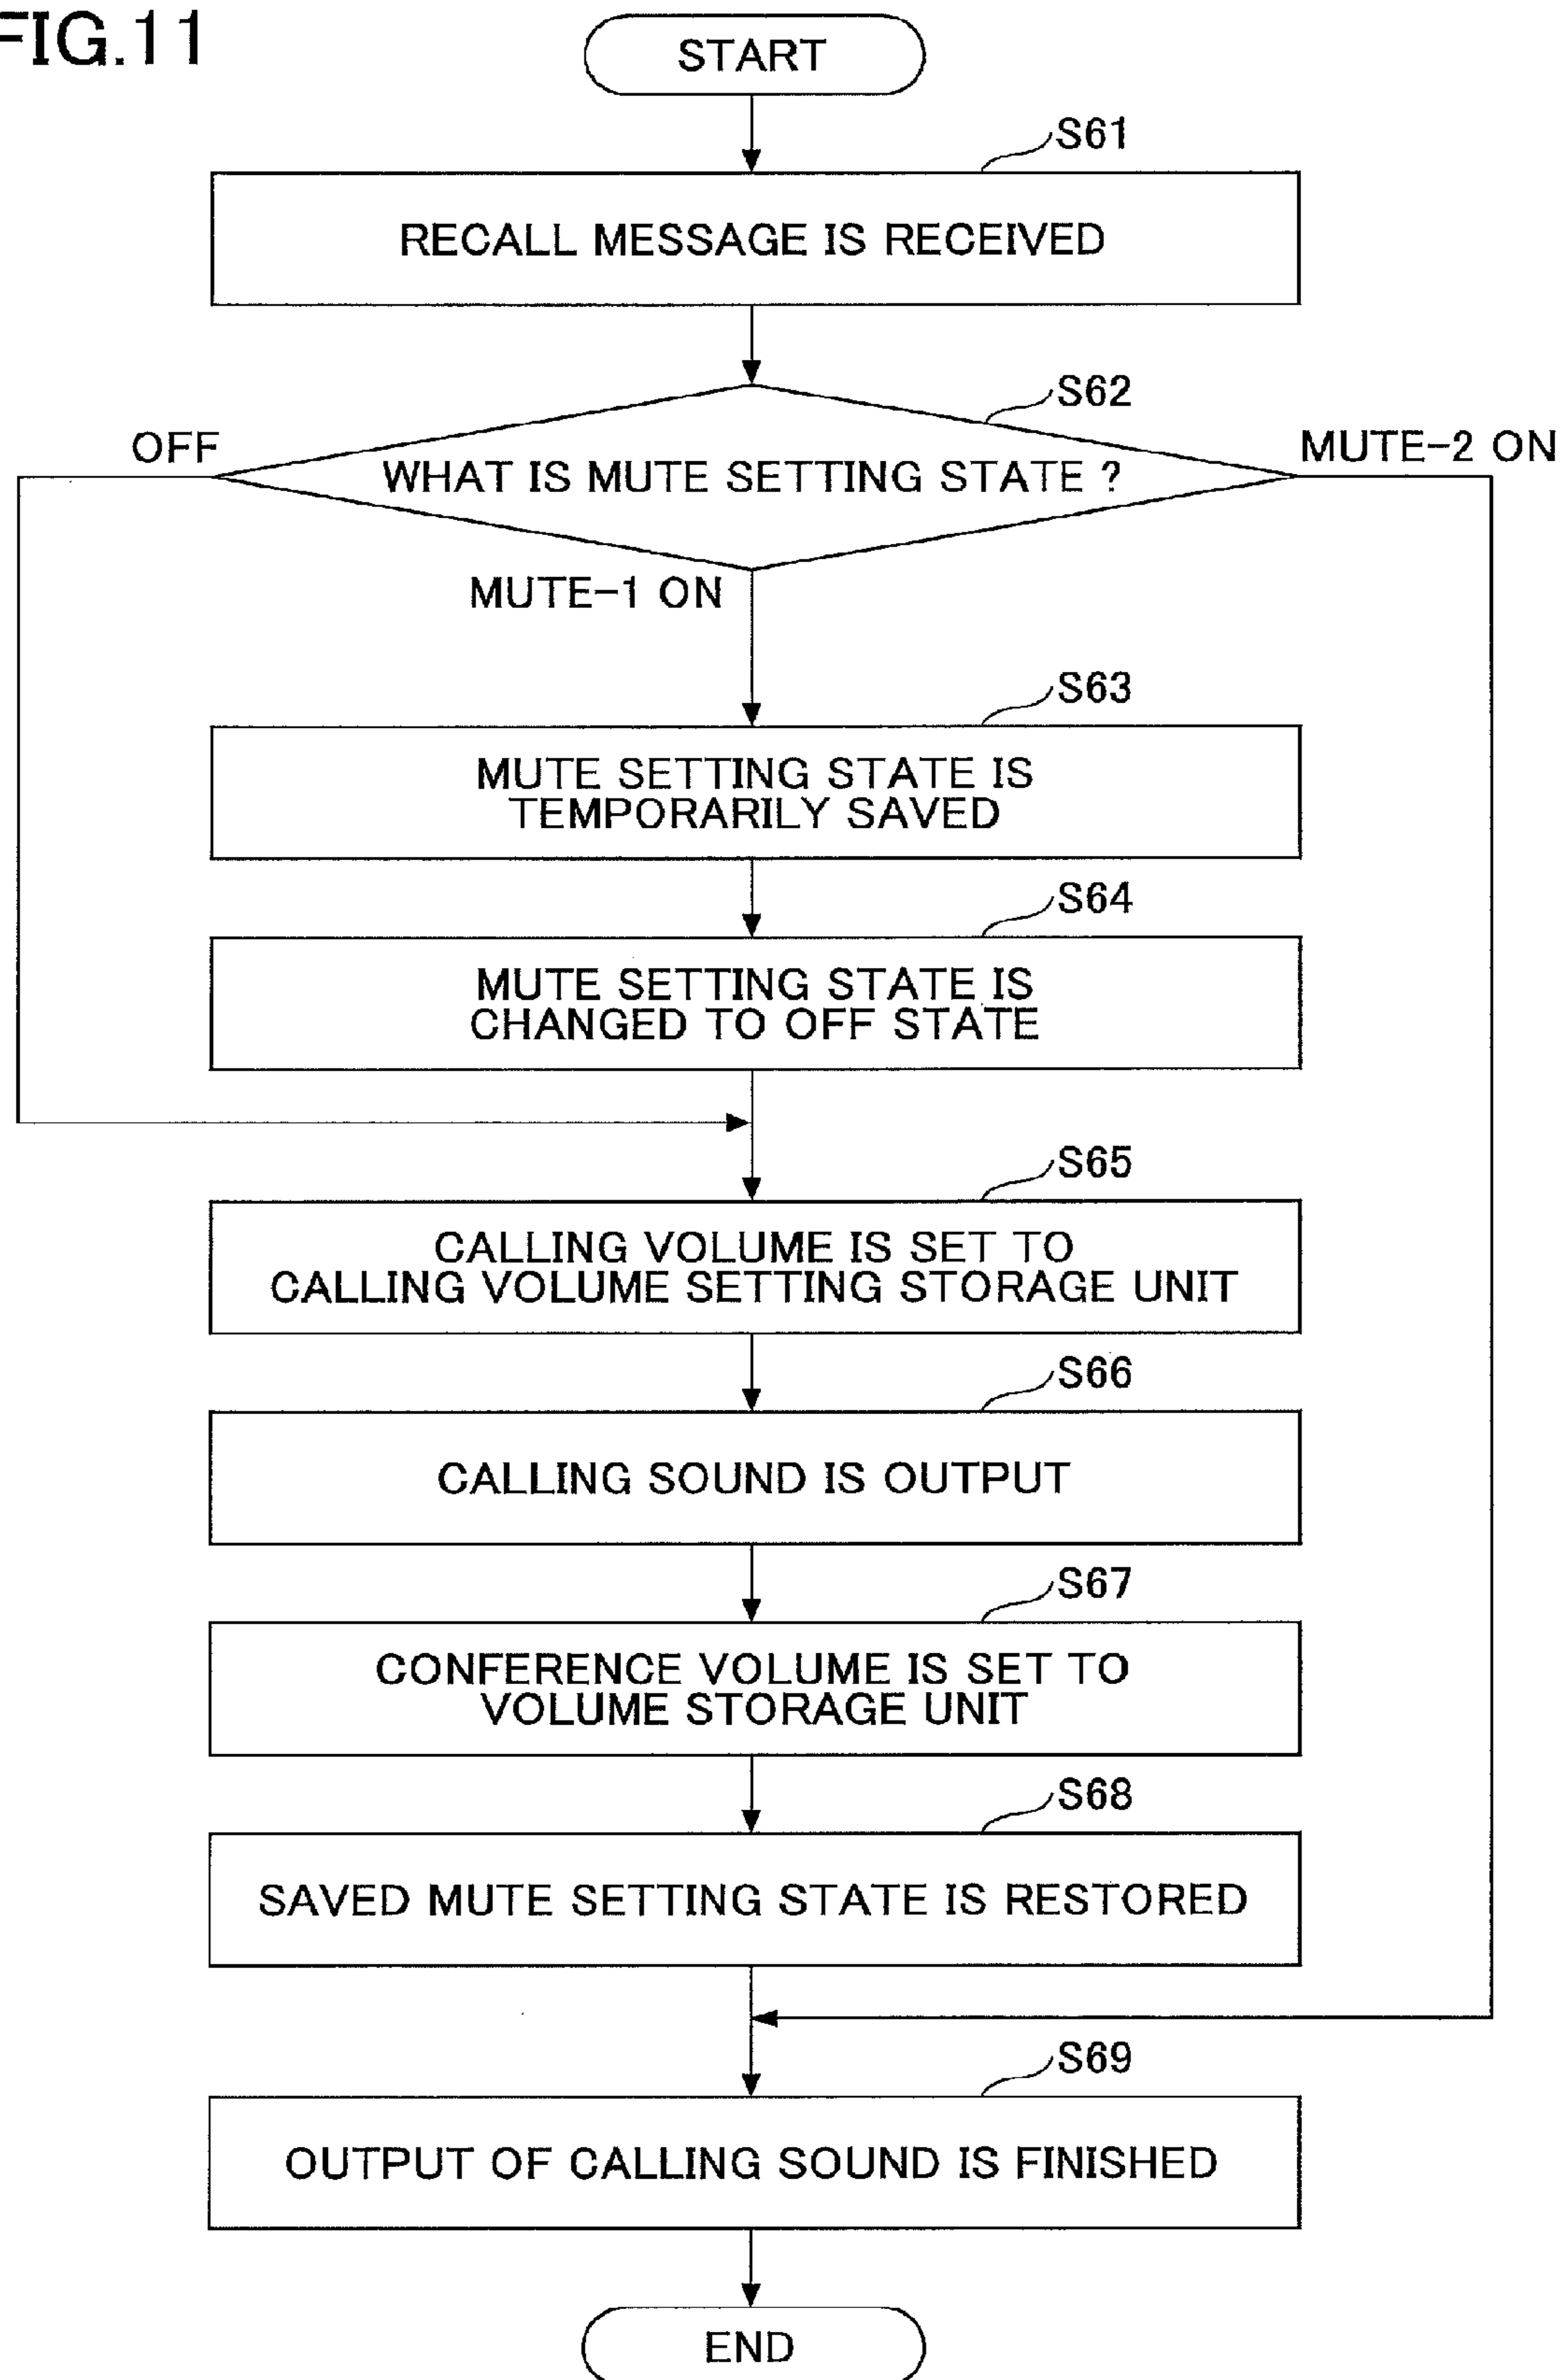 FIG.11
START
S61
RECALL MESSAGE IS RECEIVED
S62
OFF
MUTE-2 ON
WHAT IS MUTE SETTING STATE ?
MUTE-1 ON
S63
MUTE SETTING STATE IS
TEMPORARILY SAVED
S64
MUTE SETTING STATE IS
CHANGED TO OFF STATE
S65
CALLING VOLUME IS SET TO
CALLING VOLUME SETTING STORAGE UNIT
S66
CALLING SOUND IS OUTPUT
S67
CONFERENCE VOLUME IS SET TO
VOLUME STORAGE UNIT
S68
SAVED MUTE SETTING STATE IS RESTORED
S69
OUTPUT OF CALLING SOUND IS FINISHED
END